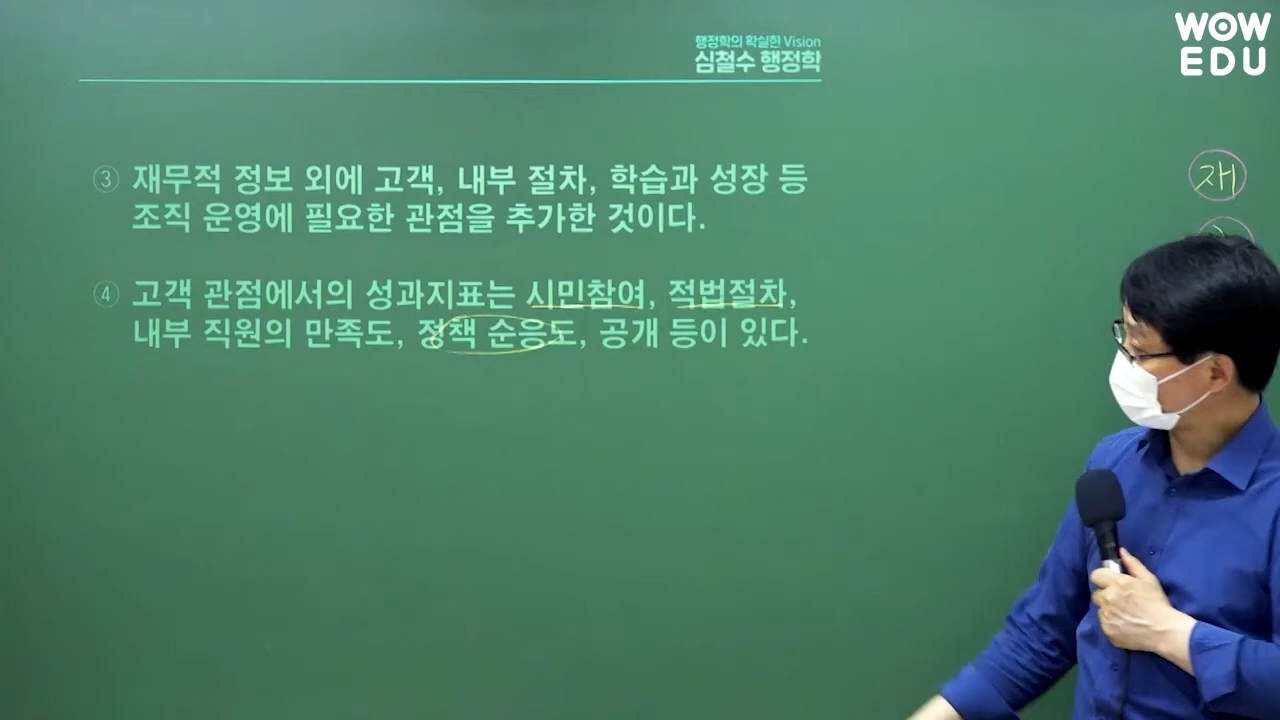 WOW
EDU
행정학의 확실한 Vision
심철수 행정학
③ 재무적 정보 외에 고객, 내부 절차, 학습과 성장 등
조직 운영에 필요한 관점을 추가한 것이다.
④ 고객 관점에서의 성과지표는 시민참여, 적법절차,
내부 직원의 만족도, 정책 순응도, 공개 등이 있다.
재